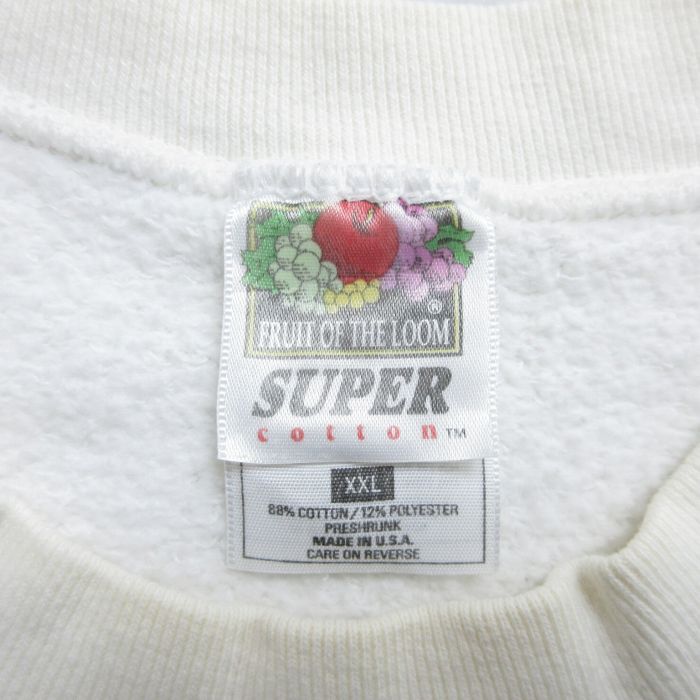 ®
FRUIT OF THE LOOM
SUPER
cotton™
XXL
88% COTTON/12% POLYESTER
PRESHRUNK
MADE IN U.S.A.
CARE ON REVERSE